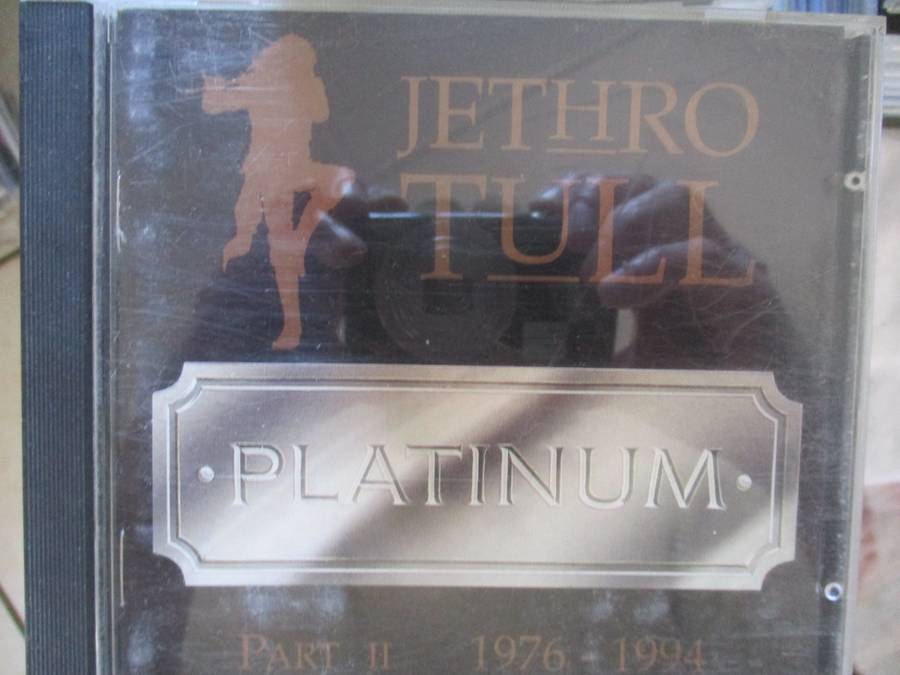 JETHRO
TULL
PLATINUM
PART II 1976 - 1994